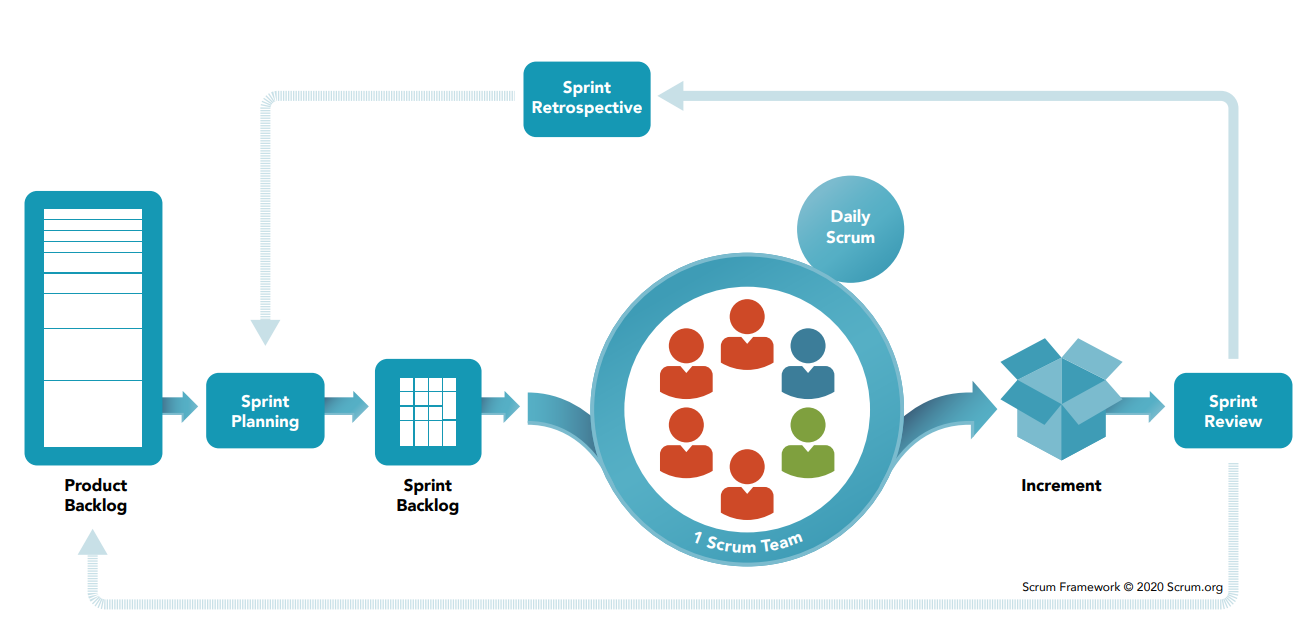 Sprint
Retrospective
Daily
Scrum
Sprint
Planning
Sprint
Review
Product
Backlog
Sprint
Backlog
Increment
1 Scrum Team
Scrum Framework © 2020 Scrum.org